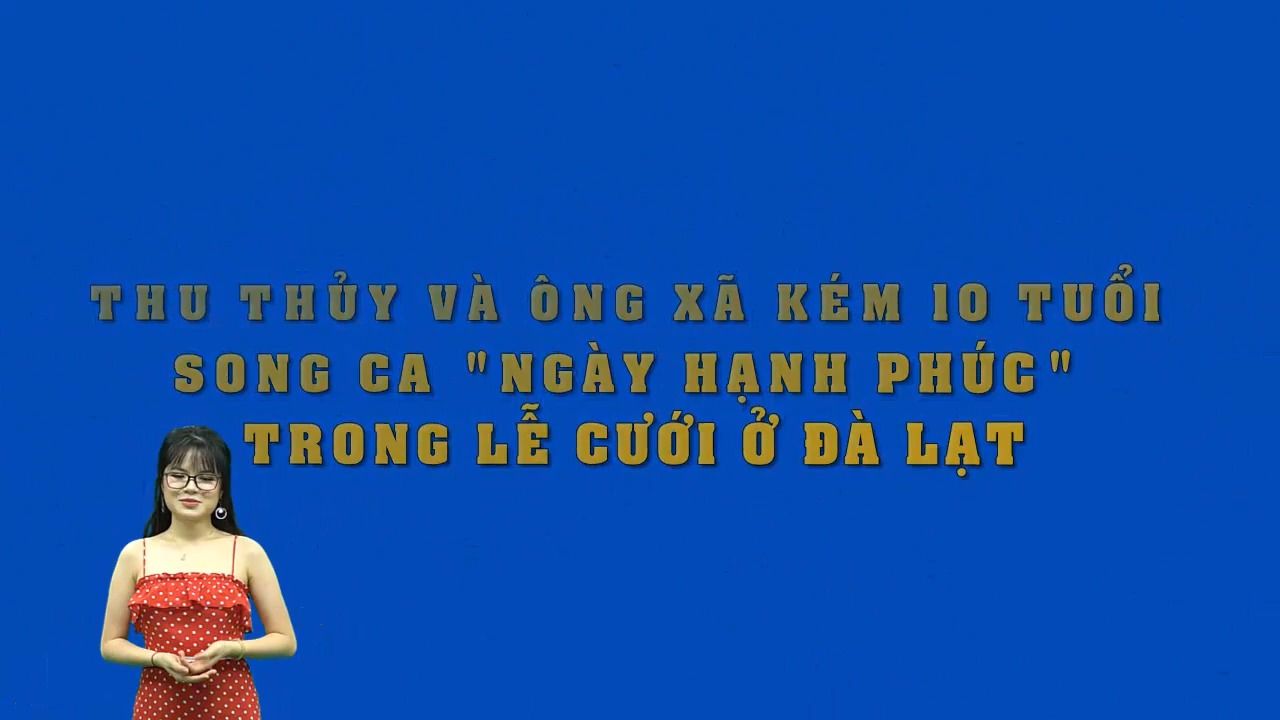 THU THỦY VÀ ÔNG XÃ KÉM 10 TUỔI
SONG CA "NGÀY HẠNH PHÚC"
TRONG LỄ CƯỚI Ở ĐÀ LẠT